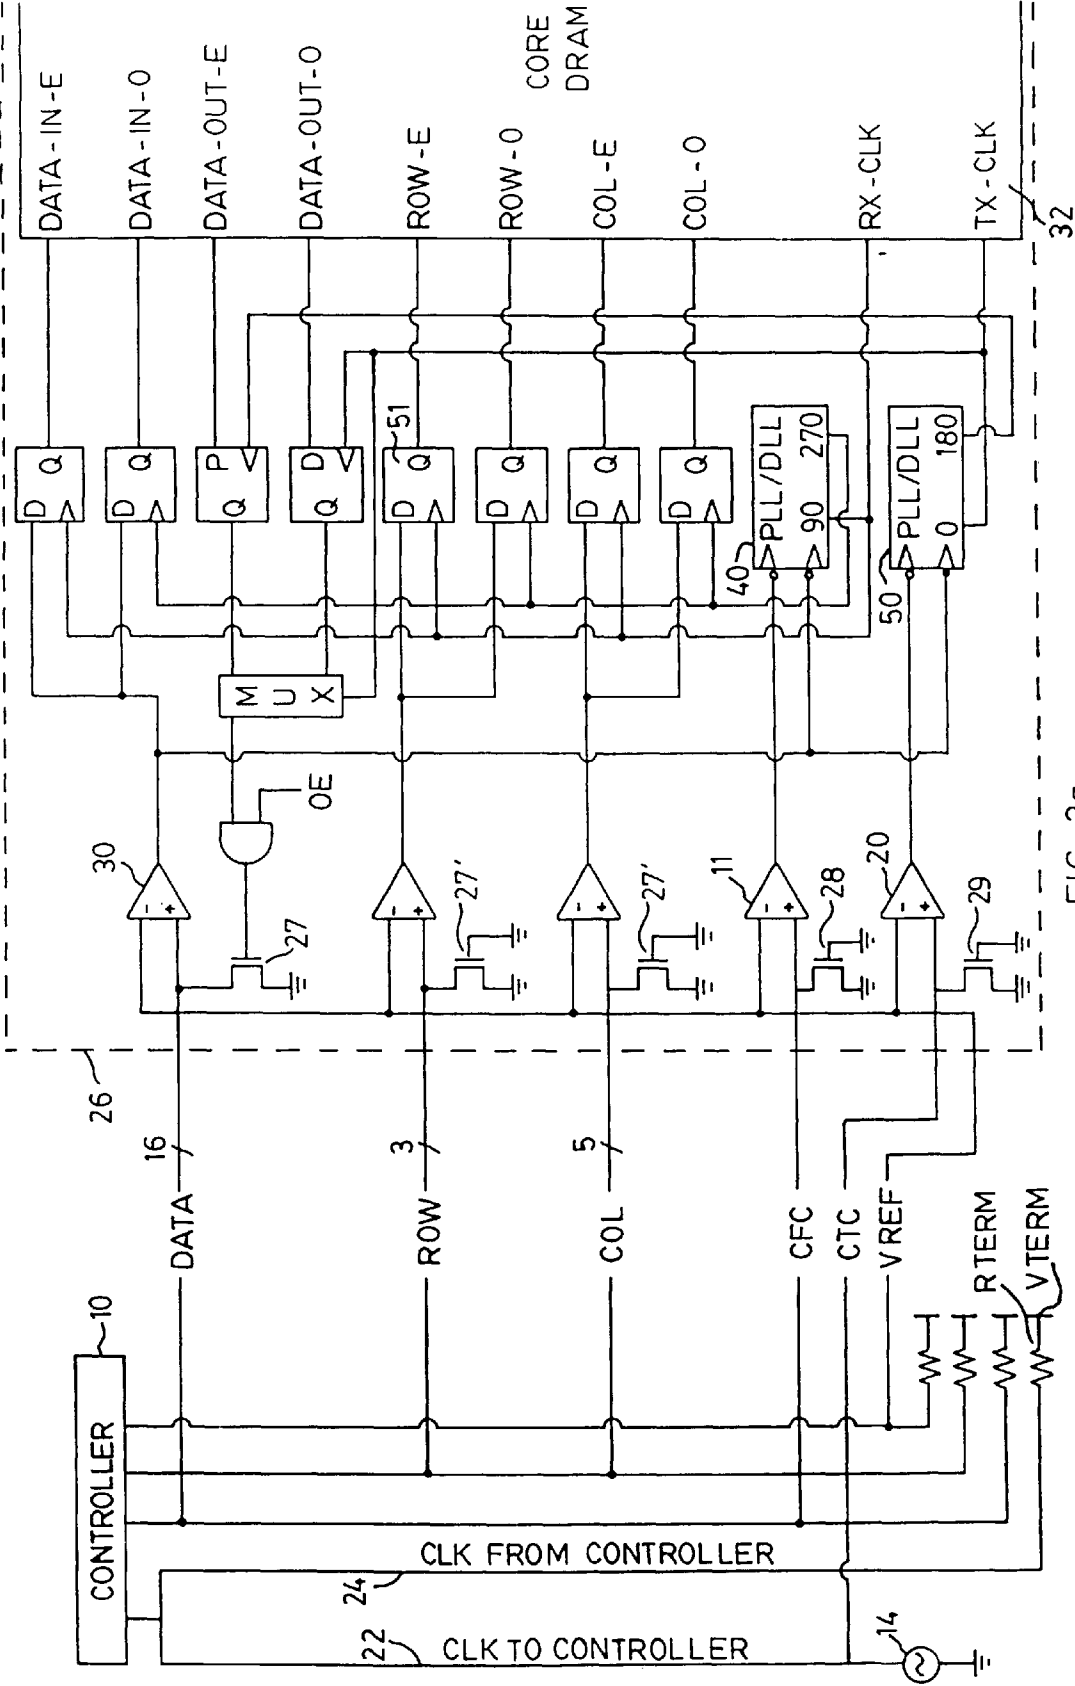 CONTROLLER
10
CLK TO CONTROLLER
22
14
CLK FROM CONTROLLER
24
DATA
16
ROW
3
COL
5
CFC
CTC
VREF
RTERM
VTERM
26
30
- +
27
OE
MUX
- +
27'
- +
27'
- +
11
28
- +
20
29
D Q
DATA-IN-E
D Q
DATA-IN-O
Q P
DATA-OUT-E
Q D
DATA-OUT-O
D Q
51
ROW-E
D Q
ROW-O
D Q
COL-E
D Q
COL-O
40
PLL/DLL
90 270
RX-CLK
50
PLL/DLL
0 180
TX-CLK
CORE
DRAM
32